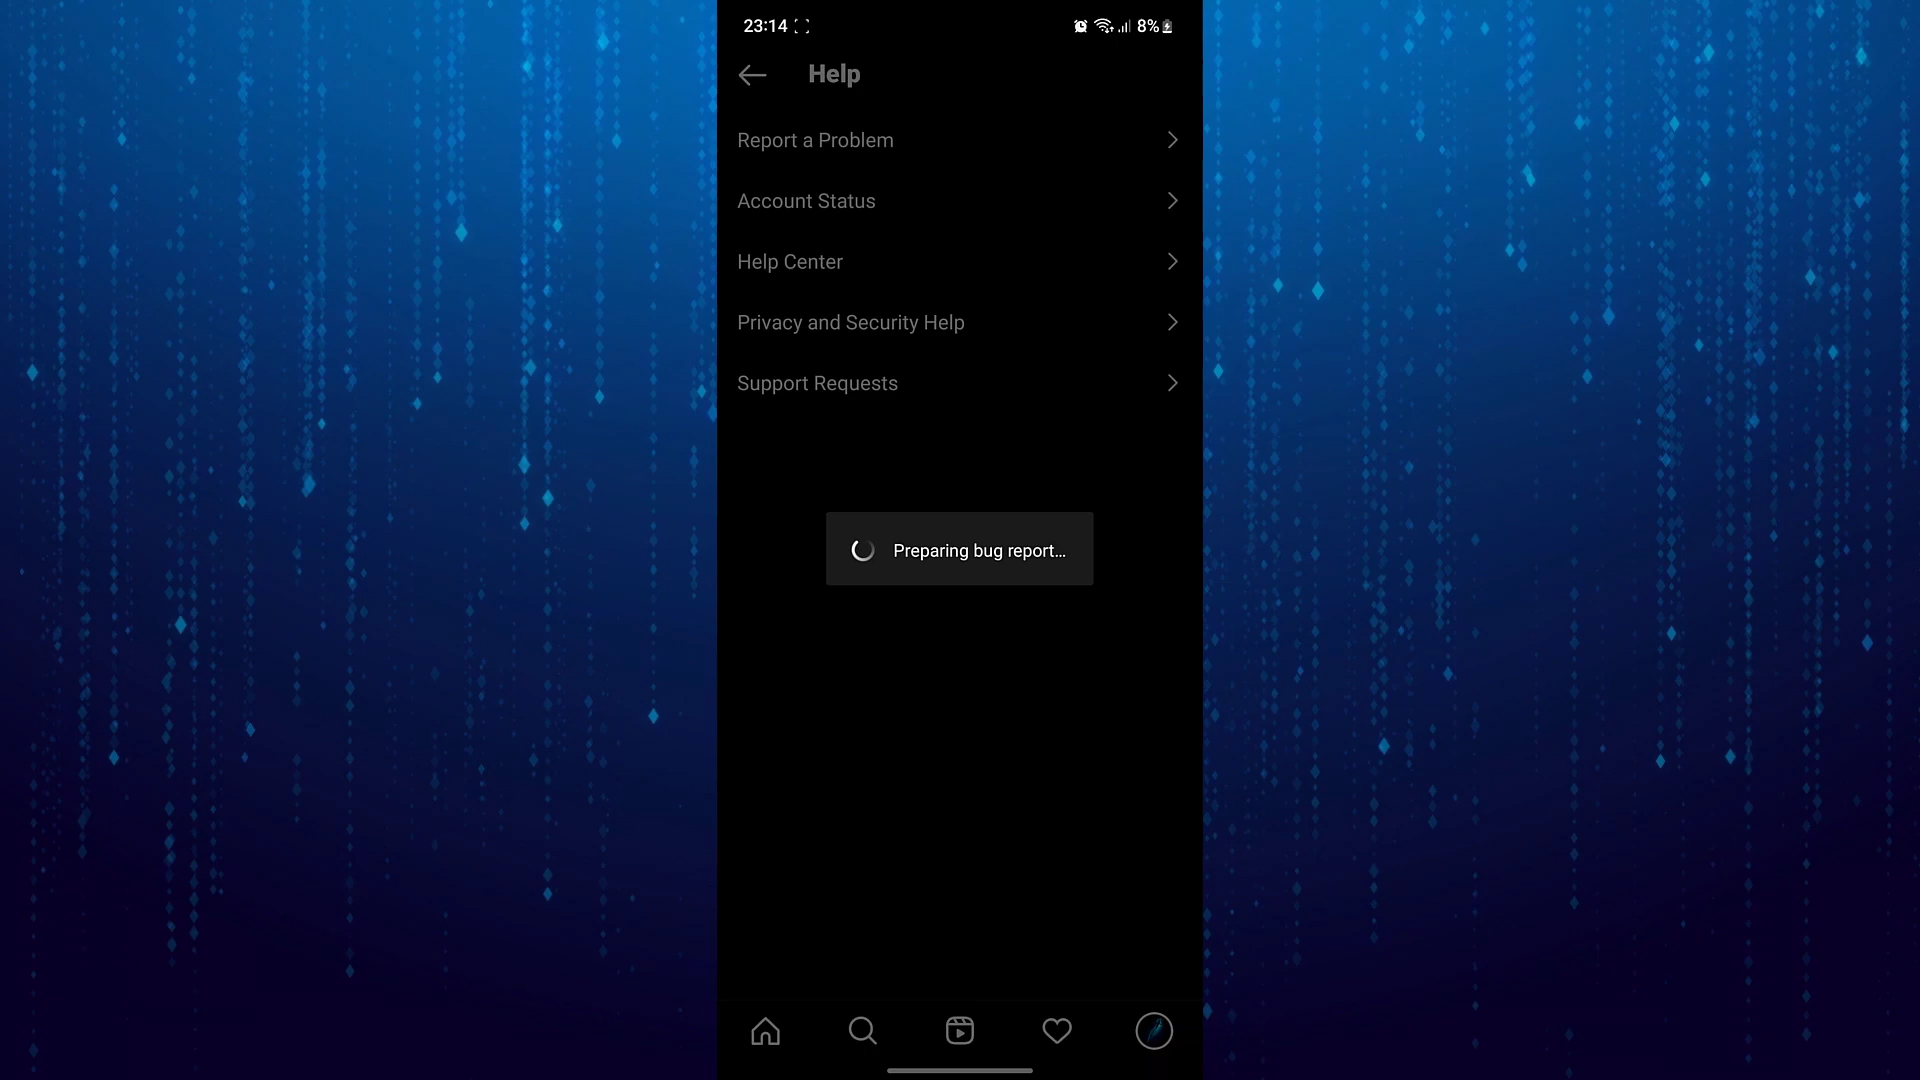 23:14 8%
Help
Report a Problem
Account Status
Help Center
Privacy and Security Help
Support Requests
Preparing bug report...